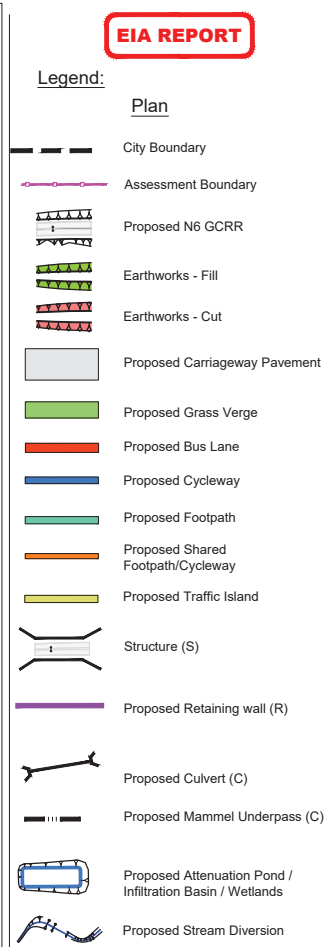 EIA REPORT
Legend:
Plan
City Boundary
Assessment Boundary
Proposed N6 GCRR
Earthworks - Fill
Earthworks - Cut
Proposed Carriageway Pavement
Proposed Grass Verge
Proposed Bus Lane
Proposed Cycleway
Proposed Footpath
Proposed Shared
Footpath/Cycleway
Proposed Traffic Island
Structure (S)
Proposed Retaining wall (R)
Proposed Culvert (C)
Proposed Mammel Underpass (C)
Proposed Attenuation Pond /
Infiltration Basin / Wetlands
Proposed Stream Diversion